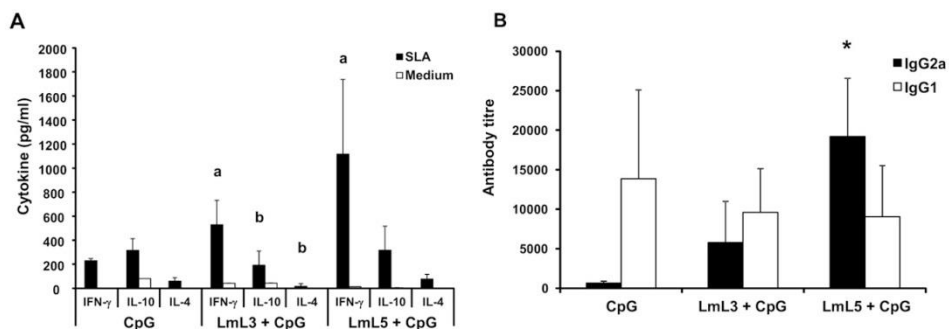 A
Cytokine (pg/ml)
2000
1800
1600
1400
1200
1000
800
600
400
200
0
a
b
b
a
SLA
Medium
IFN-γ IL-10 IL-4 IFN-γ IL-10 IL-4 IFN-γ IL-10 IL-4
CpG LmL3 + CpG LmL5 + CpG
B
Antibody titre
30000
25000
20000
15000
10000
5000
0
*
IgG2a
IgG1
CpG LmL3 + CpG LmL5 + CpG